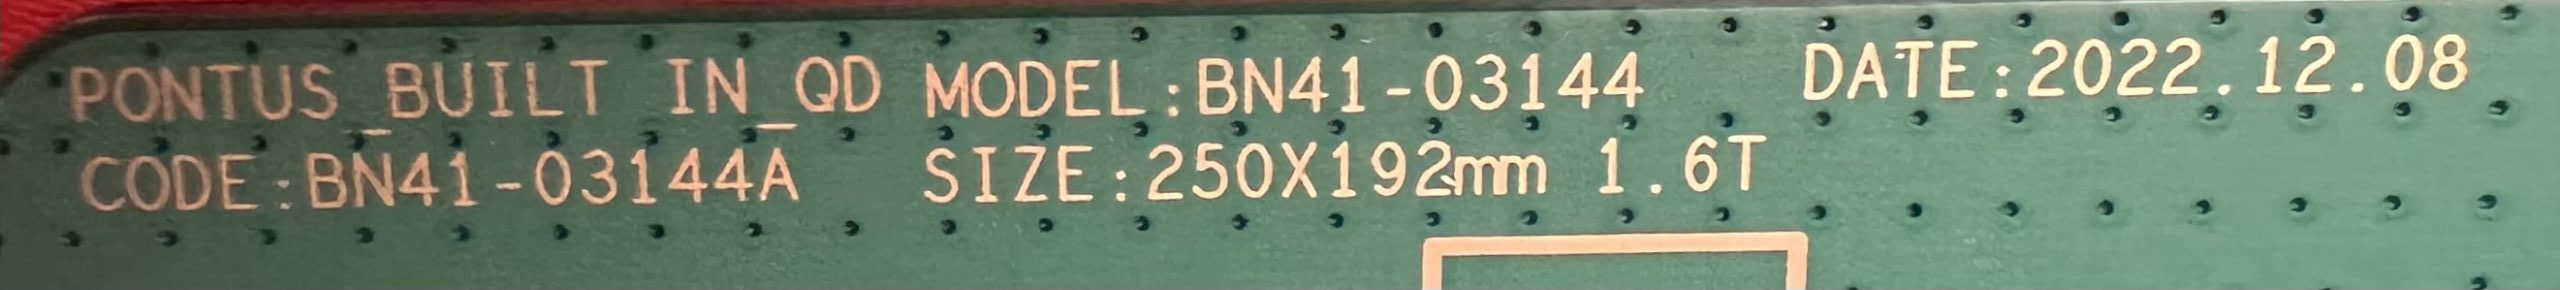 PONTUS_BUILT IN_QD MODEL:BN41-03144 DATE:2022.12.08
CODE:BN41-03144A SIZE:250X192mm 1.6T